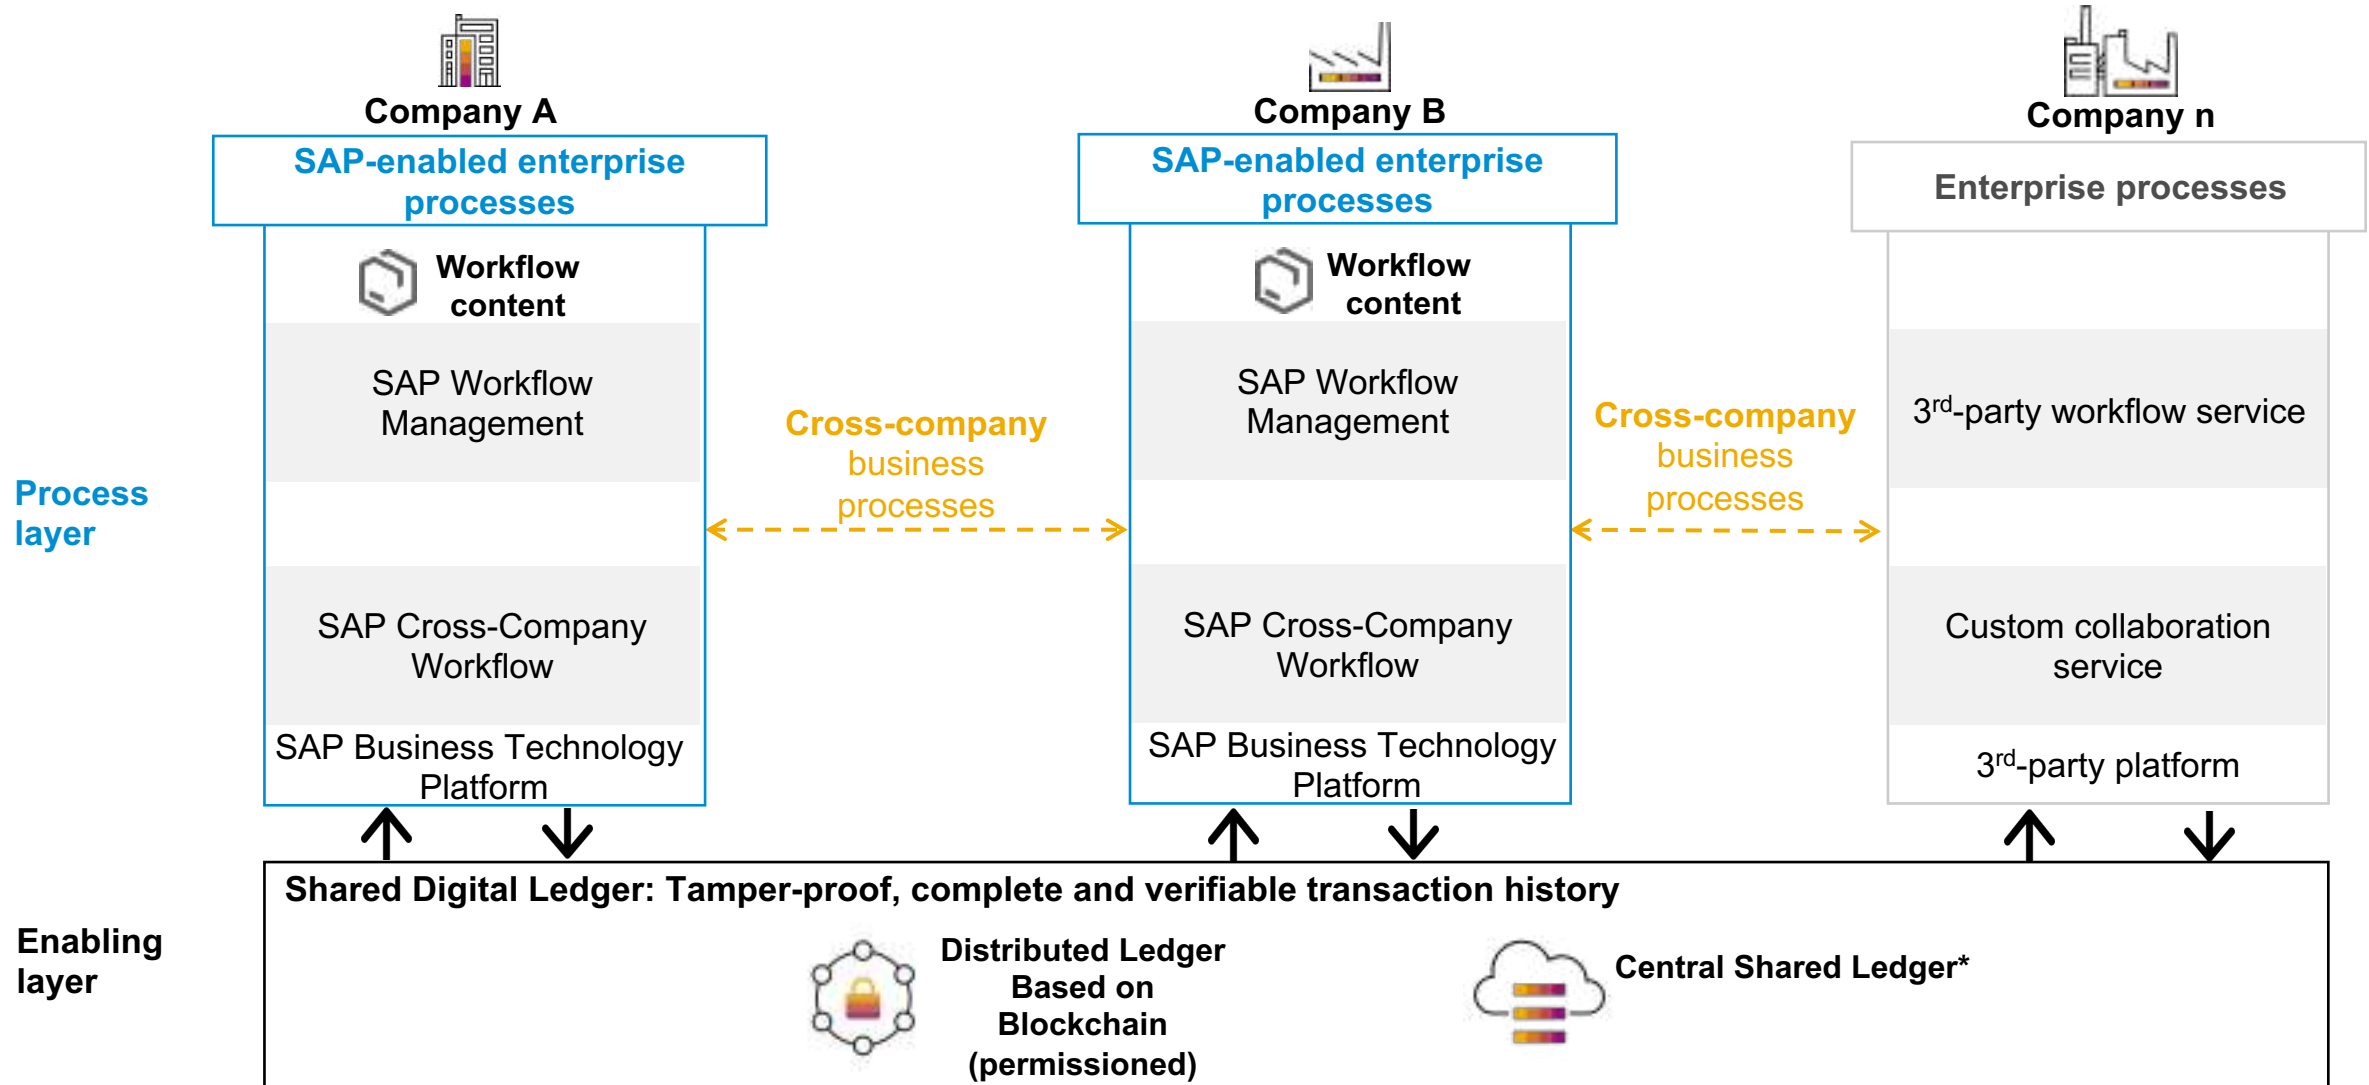 Company A
SAP-enabled enterprise
processes
Workflow
content
SAP Workflow
Management
SAP Cross-Company
Workflow
SAP Business Technology
Platform
Cross-company
business
processes
Company B
SAP-enabled enterprise
processes
Workflow
content
SAP Workflow
Management
SAP Cross-Company
Workflow
SAP Business Technology
Platform
Cross-company
business
processes
Company n
Enterprise processes
3rd-party workflow service
Custom collaboration
service
3rd-party platform
Process
layer
Enabling
layer
Shared Digital Ledger: Tamper-proof, complete and verifiable transaction history
Distributed Ledger
Based on
Blockchain
(permissioned)
Central Shared Ledger*